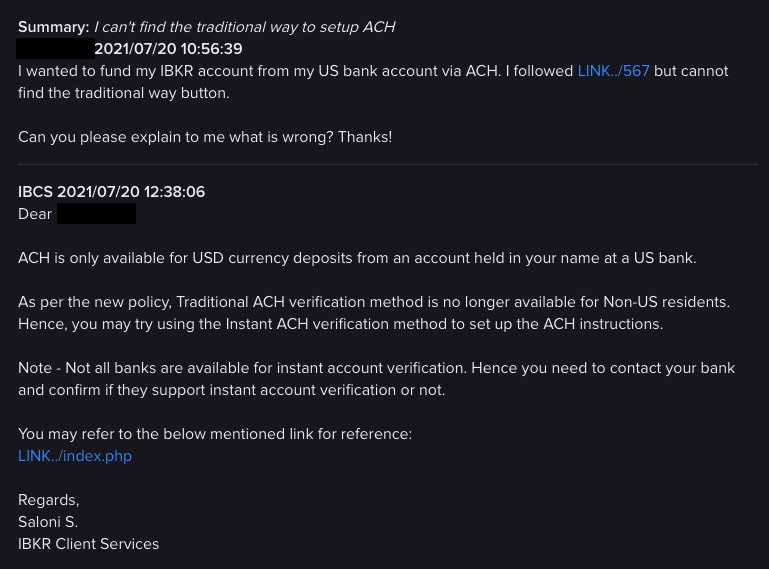 Summary: I can't find the traditional way to setup ACH
2021/07/20 10:56:39
I wanted to fund my IBKR account from my US bank account via ACH. I followed LINK../567 but cannot
find the traditional way button.
Can you please explain to me what is wrong? Thanks!
IBCS 2021/07/20 12:38:06
Dear
ACH is only available for USD currency deposits from an account held in your name at a US bank.
As per the new policy, Traditional ACH verification method is no longer available for Non-US residents.
Hence, you may try using the Instant ACH verification method to set up the ACH instructions.
Note - Not all banks are available for instant account verification. Hence you need to contact your bank
and confirm if they support instant account verification or not.
You may refer to the below mentioned link for reference:
LINK../index.php
Regards,
Saloni S.
IBKR Client Services